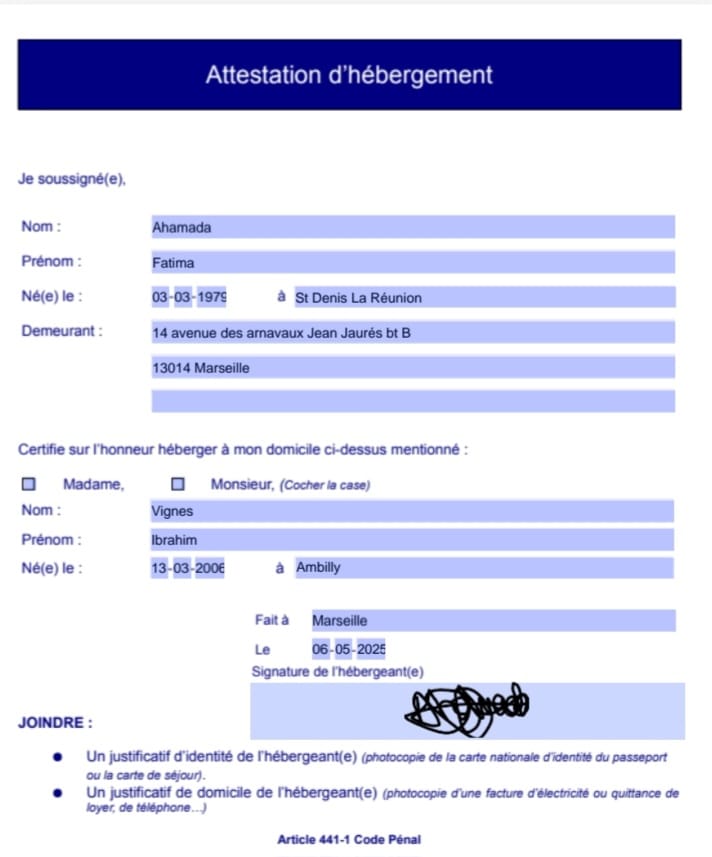 Attestation d'hébergement
Je soussigné(e),
Nom : Ahamada
Prénom : Fatima
Né(e) le : 03-03-1979 à St Denis La Réunion
Demeurant : 14 avenue des arnavaux Jean Jaurés bt B
13014 Marseille
Certifie sur l'honneur héberger à mon domicile ci-dessus mentionné :
Madame, Monsieur, (Cocher la case)
Nom : Vignes
Prénom : Ibrahim
Né(e) le : 13-03-2006 à Ambilly
Fait à Marseille
Le 06-05-2025
Signature de l'hébergeant(e)
JOINDRE :
Un justificatif d'identité de l'hébergeant(e) (photocopie de la carte nationale d'identité du passeport
ou la carte de séjour).
Un justificatif de domicile de l'hébergeant(e) (photocopie d'une facture d'électricité ou quittance de
loyer, de téléphone...)
Article 441-1 Code Pénal